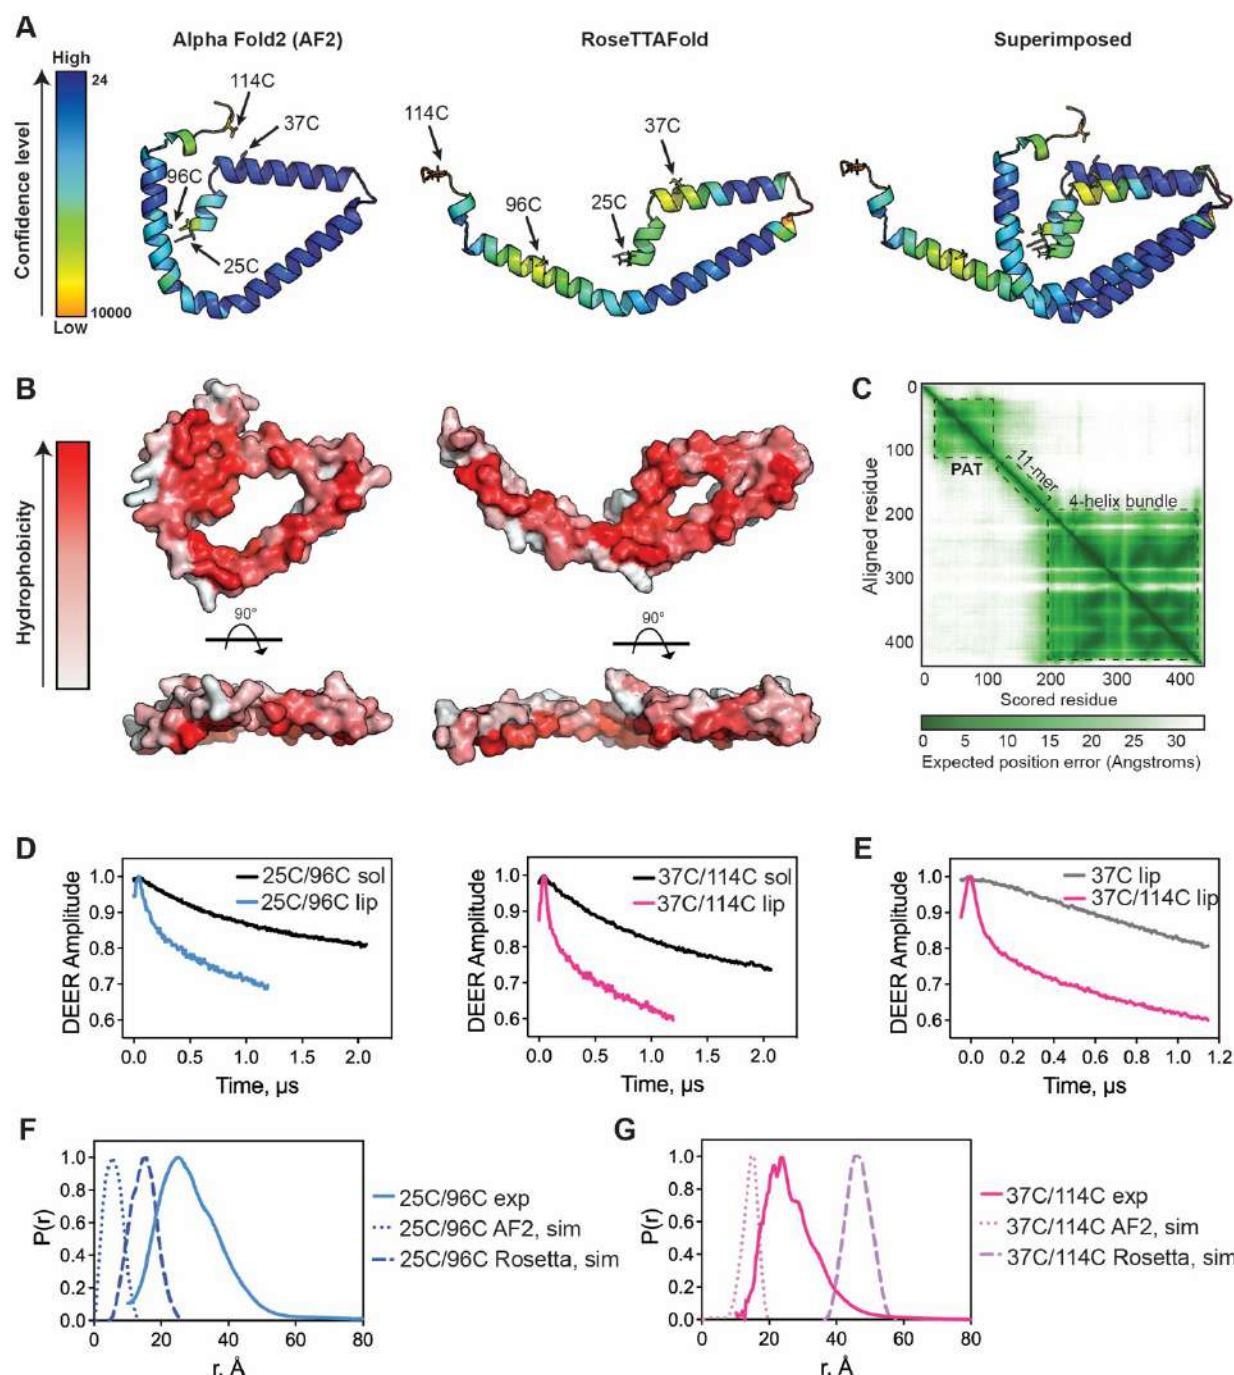 A
Alpha Fold2 (AF2)
RoseTTAFold
Superimposed
High
24
Confidence level
10000
Low
114C
37C
96C
25C
114C
37C
96C
25C
B
Hydrophobicity
90°
90°
C
0
100
200
300
400
Aligned residue
PAT
11-mer
4-helix bundle
0 100 200 300 400
Scored residue
0 5 10 15 20 25 30
Expected position error (Angstroms)
D
DEER Amplitude
1.0
0.9
0.8
0.7
0.6
25C/96C sol
25C/96C lip
0.0 0.5 1.0 1.5 2.0
Time, µs
DEER Amplitude
1.0
0.9
0.8
0.7
0.6
37C/114C sol
37C/114C lip
0.0 0.5 1.0 1.5 2.0
Time, µs
E
DEER Amplitude
1.0
0.9
0.8
0.7
0.6
37C lip
37C/114C lip
0.0 0.2 0.4 0.6 0.8 1.0 1.2
Time, µs
F
P(r)
1.0
0.8
0.6
0.4
0.2
0.0
0 20 40 60 80
r, Å
25C/96C exp
25C/96C AF2, sim
25C/96C Rosetta, sim
G
P(r)
1.0
0.8
0.6
0.4
0.2
0.0
0 20 40 60 80
r, Å
37C/114C exp
37C/114C AF2, sim
37C/114C Rosetta, sim